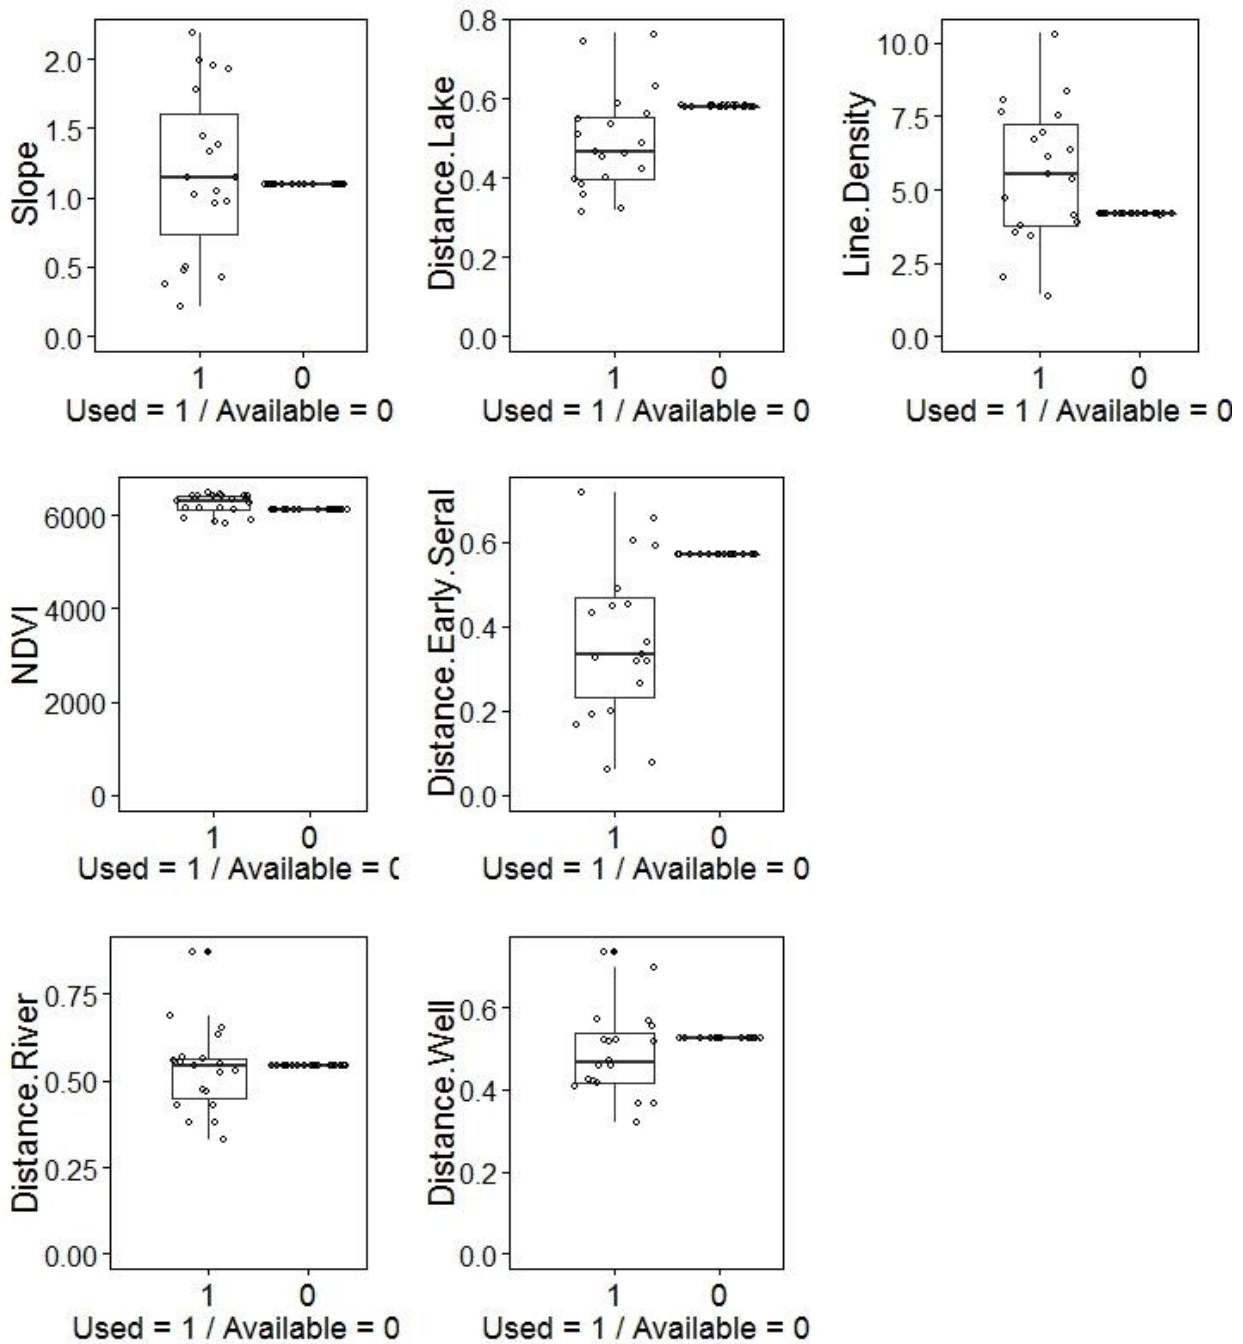 Slope
2.0
1.5
1.0
0.5
0.0
1 0
Used = 1 / Available = 0
Distance.Lake
0.8
0.6
0.4
0.2
0.0
1 0
Used = 1 / Available = 0
Line.Density
10.0
7.5
5.0
2.5
0.0
1 0
Used = 1 / Available = 0
NDVI
6000
4000
2000
0
1 0
Used = 1 / Available = 0
Distance.Early.Seral
0.6
0.4
0.2
0.0
1 0
Used = 1 / Available = 0
Distance.River
0.75
0.50
0.25
0.00
1 0
Used = 1 / Available = 0
Distance.Well
0.6
0.4
0.2
0.0
1 0
Used = 1 / Available = 0